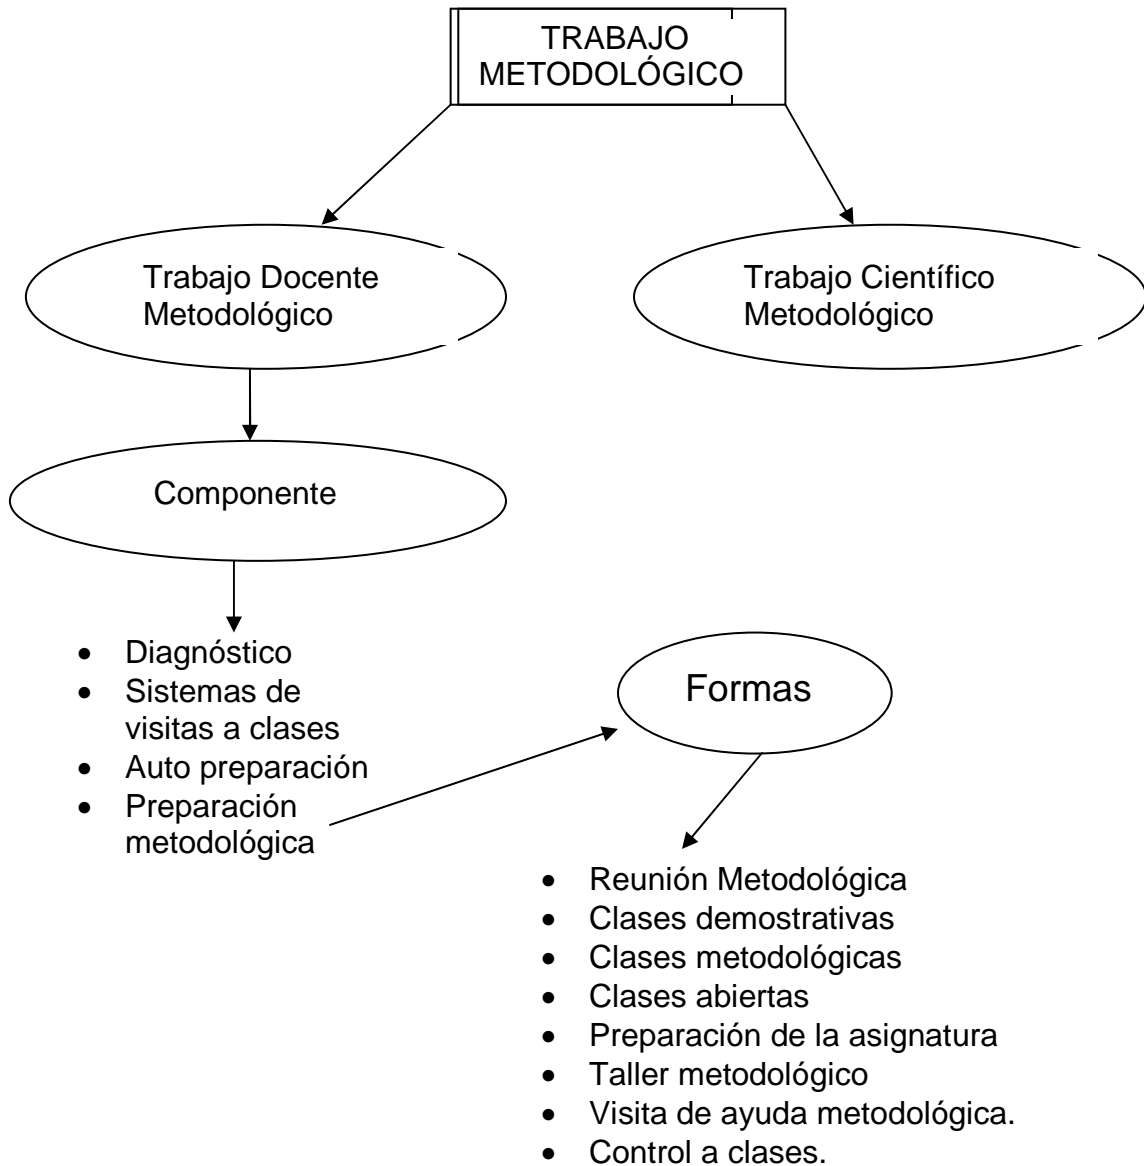 TRABAJO
METODOLÓGICO
Trabajo Docente
Metodológico
Trabajo Científico
Metodológico
Componente
• Diagnóstico
• Sistemas de
visitas a clases
• Auto preparación
• Preparación
metodológica
Formas
• Reunión Metodológica
• Clases demostrativas
• Clases metodológicas
• Clases abiertas
• Preparación de la asignatura
• Taller metodológico
• Visita de ayuda metodológica.
• Control a clases.